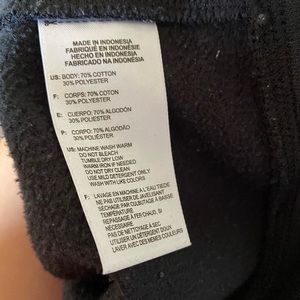 MADE IN INDONESIA
FABRIQUÉ EN INDONÉSIE
HECHO EN INDONESIA
FABRICADO NA INDONÉSIA
US: BODY: 70% COTTON
30% POLYESTER
F: CORPS: 70% COTON
30% POLYESTER
E: CUERPO: 70% ALGODÓN
30% POLIÉSTER
P: CORPO: 70% ALGODÃO
30% POLIÉSTER
US: MACHINE WASH WARM
DO NOT BLEACH
TUMBLE DRY LOW
WARM IRON IF NEEDED
DO NOT DRY CLEAN
USE MILD DETERGENT ONLY
WASH WITH LIKE COLORS
F: LAVAGE EN MACHINE À L'EAU TIEDE
NE PAS UTILISER DE JAVELLISANT
SÉCHAGE PAR CULBUTAGE À BASSE
TEMPÉRATURE
REPASSER À FER CHAUD, SI
NÉCESSAIRE
PAS DE NETTOYAGE À SEC
UTILISER UN DÉTERGENT DOUX
LAVER AVEC DES MEMES COULEURS